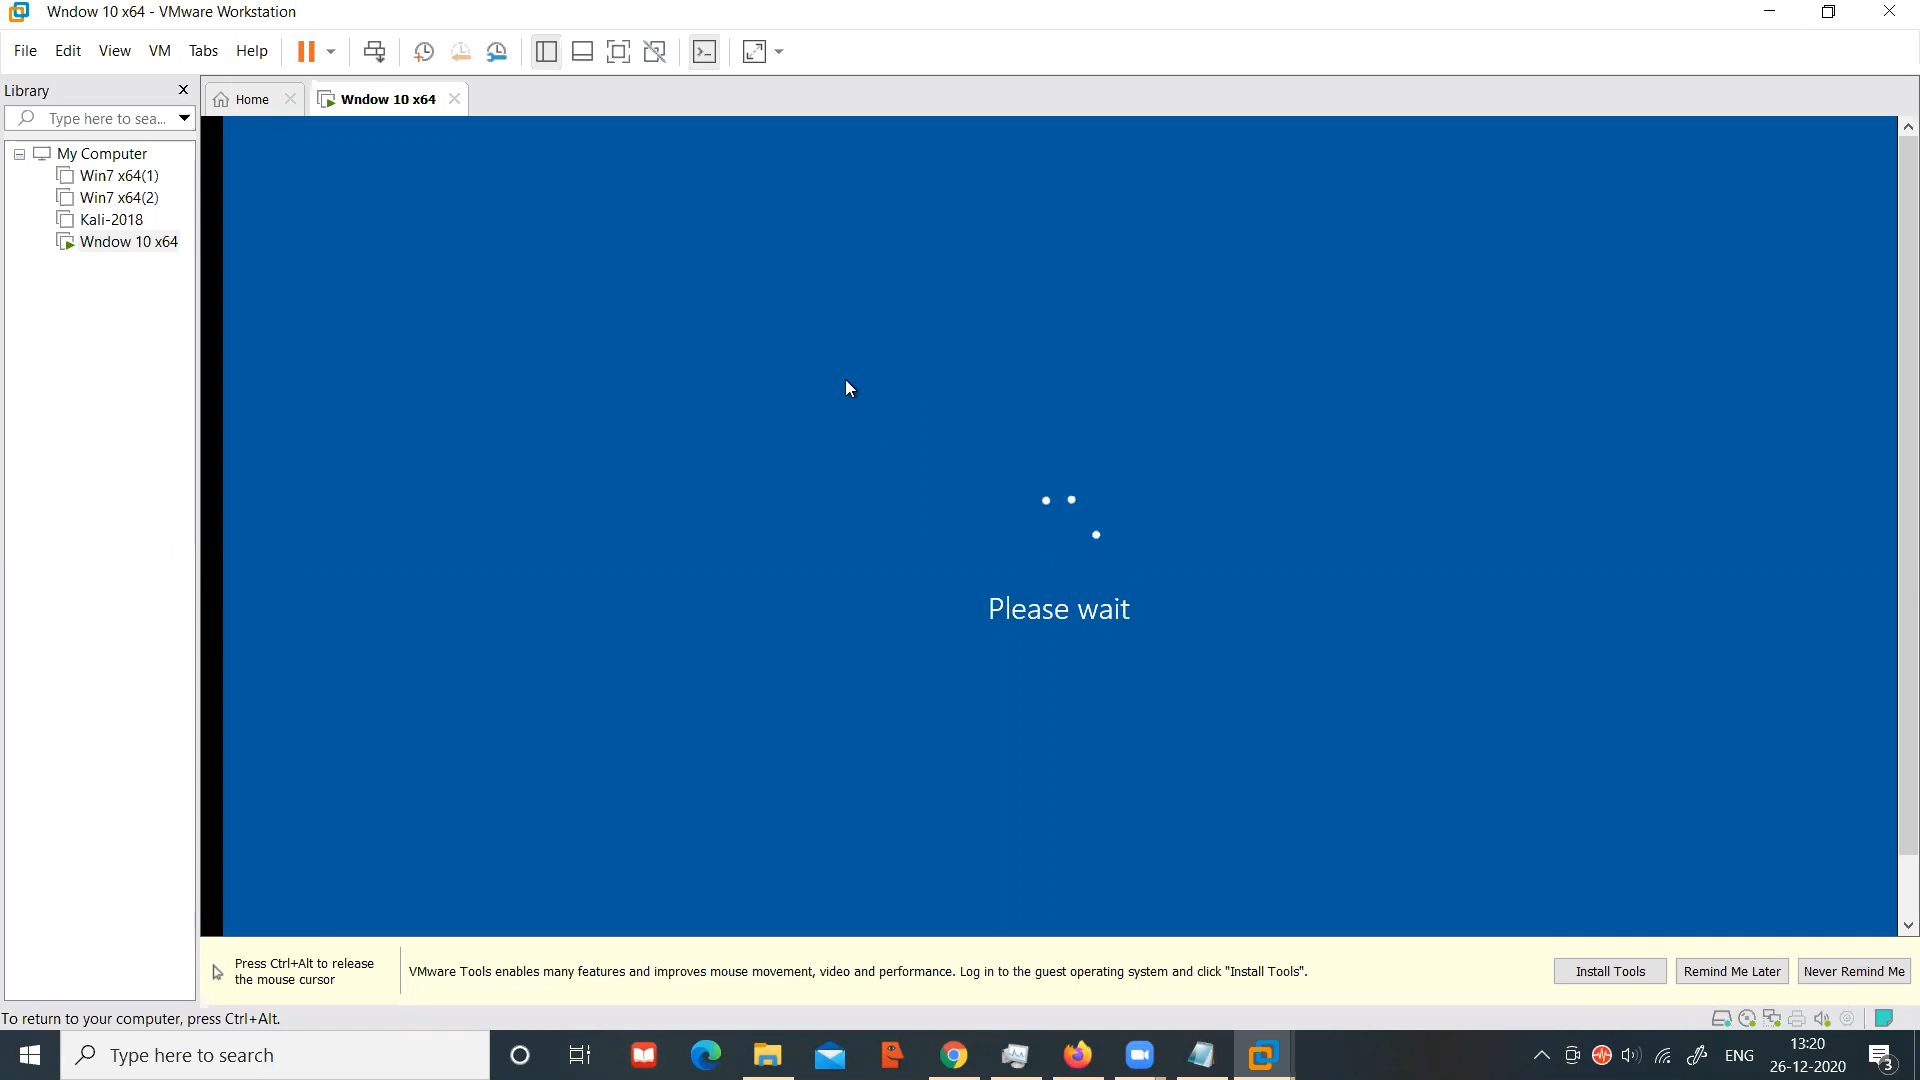 Wndow 10 x64 - VMware Workstation
File Edit View VM Tabs Help
Library
Home
Wndow 10 x64
Type here to sea...
My Computer
Win7 x64(1)
Win7 x64(2)
Kali-2018
Wndow 10 x64
Please wait
Press Ctrl+Alt to release
the mouse cursor
VMware Tools enables many features and improves mouse movement, video and performance. Log in to the guest operating system and click "Install Tools".
Install Tools
Remind Me Later
Never Remind Me
To return to your computer, press Ctrl+Alt.
Type here to search
ENG
13:20
26-12-2020
3